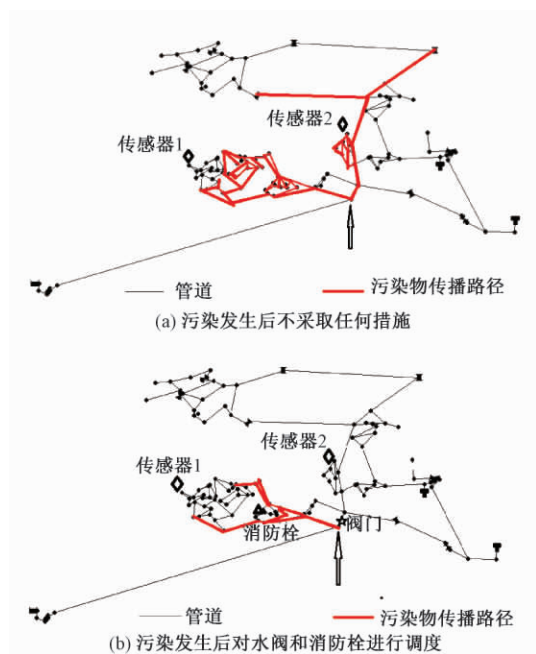 传感器2
传感器1
管道
污染物传播路径
(a) 污染发生后不采取任何措施
传感器2
传感器1
消防栓
阀门
管道
污染物传播路径
(b) 污染发生后对水阀和消防栓进行调度